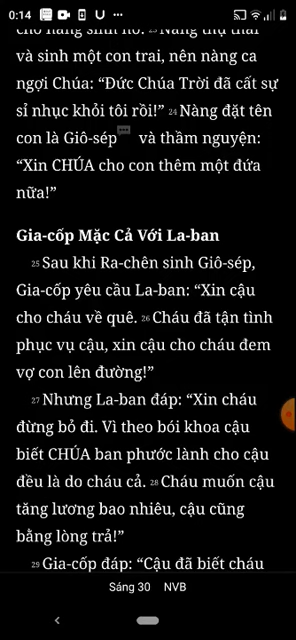 0:14
cho nàng sinh nở. 23 Nàng thụ thai
và sinh một con trai, nên nàng ca
ngợi Chúa: “Đức Chúa Trời đã cất sự
sỉ nhục khỏi tôi rồi!” 24 Nàng đặt tên
con là Giô-sép và thầm nguyện:
“Xin CHÚA cho con thêm một đứa
nữa!”
Gia-cốp Mặc Cả Với La-ban
25 Sau khi Ra-chên sinh Giô-sép,
Gia-cốp yêu cầu La-ban: “Xin cậu
cho cháu về quê. 26 Cháu đã tận tình
phục vụ cậu, xin cậu cho cháu đem
vợ con lên đường!”
27 Nhưng La-ban đáp: “Xin cháu
đừng bỏ đi. Vì theo bói khoa cậu
biết CHÚA ban phước lành cho cậu
đều là do cháu cả. 28 Cháu muốn cậu
tăng lương bao nhiêu, cậu cũng
bằng lòng trả!”
29 Gia-cốp đáp: “Cậu đã biết cháu
Sáng 30 NVB